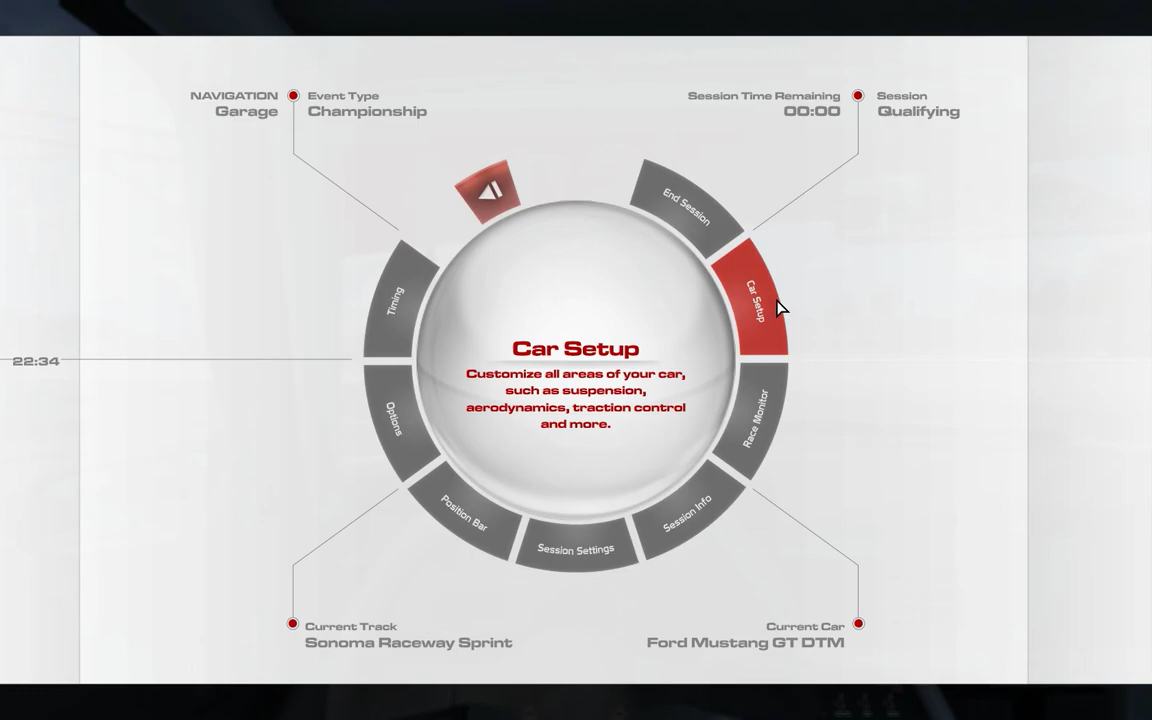 NAVIGATION
Garage
Event Type
Championship
Session Time Remaining
00:00
Session
Qualifying
End Session
Car Setup
Timing
22:34
Car Setup
Customize all areas of your car,
such as suspension,
aerodynamics, traction control
and more.
Race Monitor
Options
Position Bar
Session Info
Session Settings
Current Track
Sonoma Raceway Sprint
Current Car
Ford Mustang GT DTM